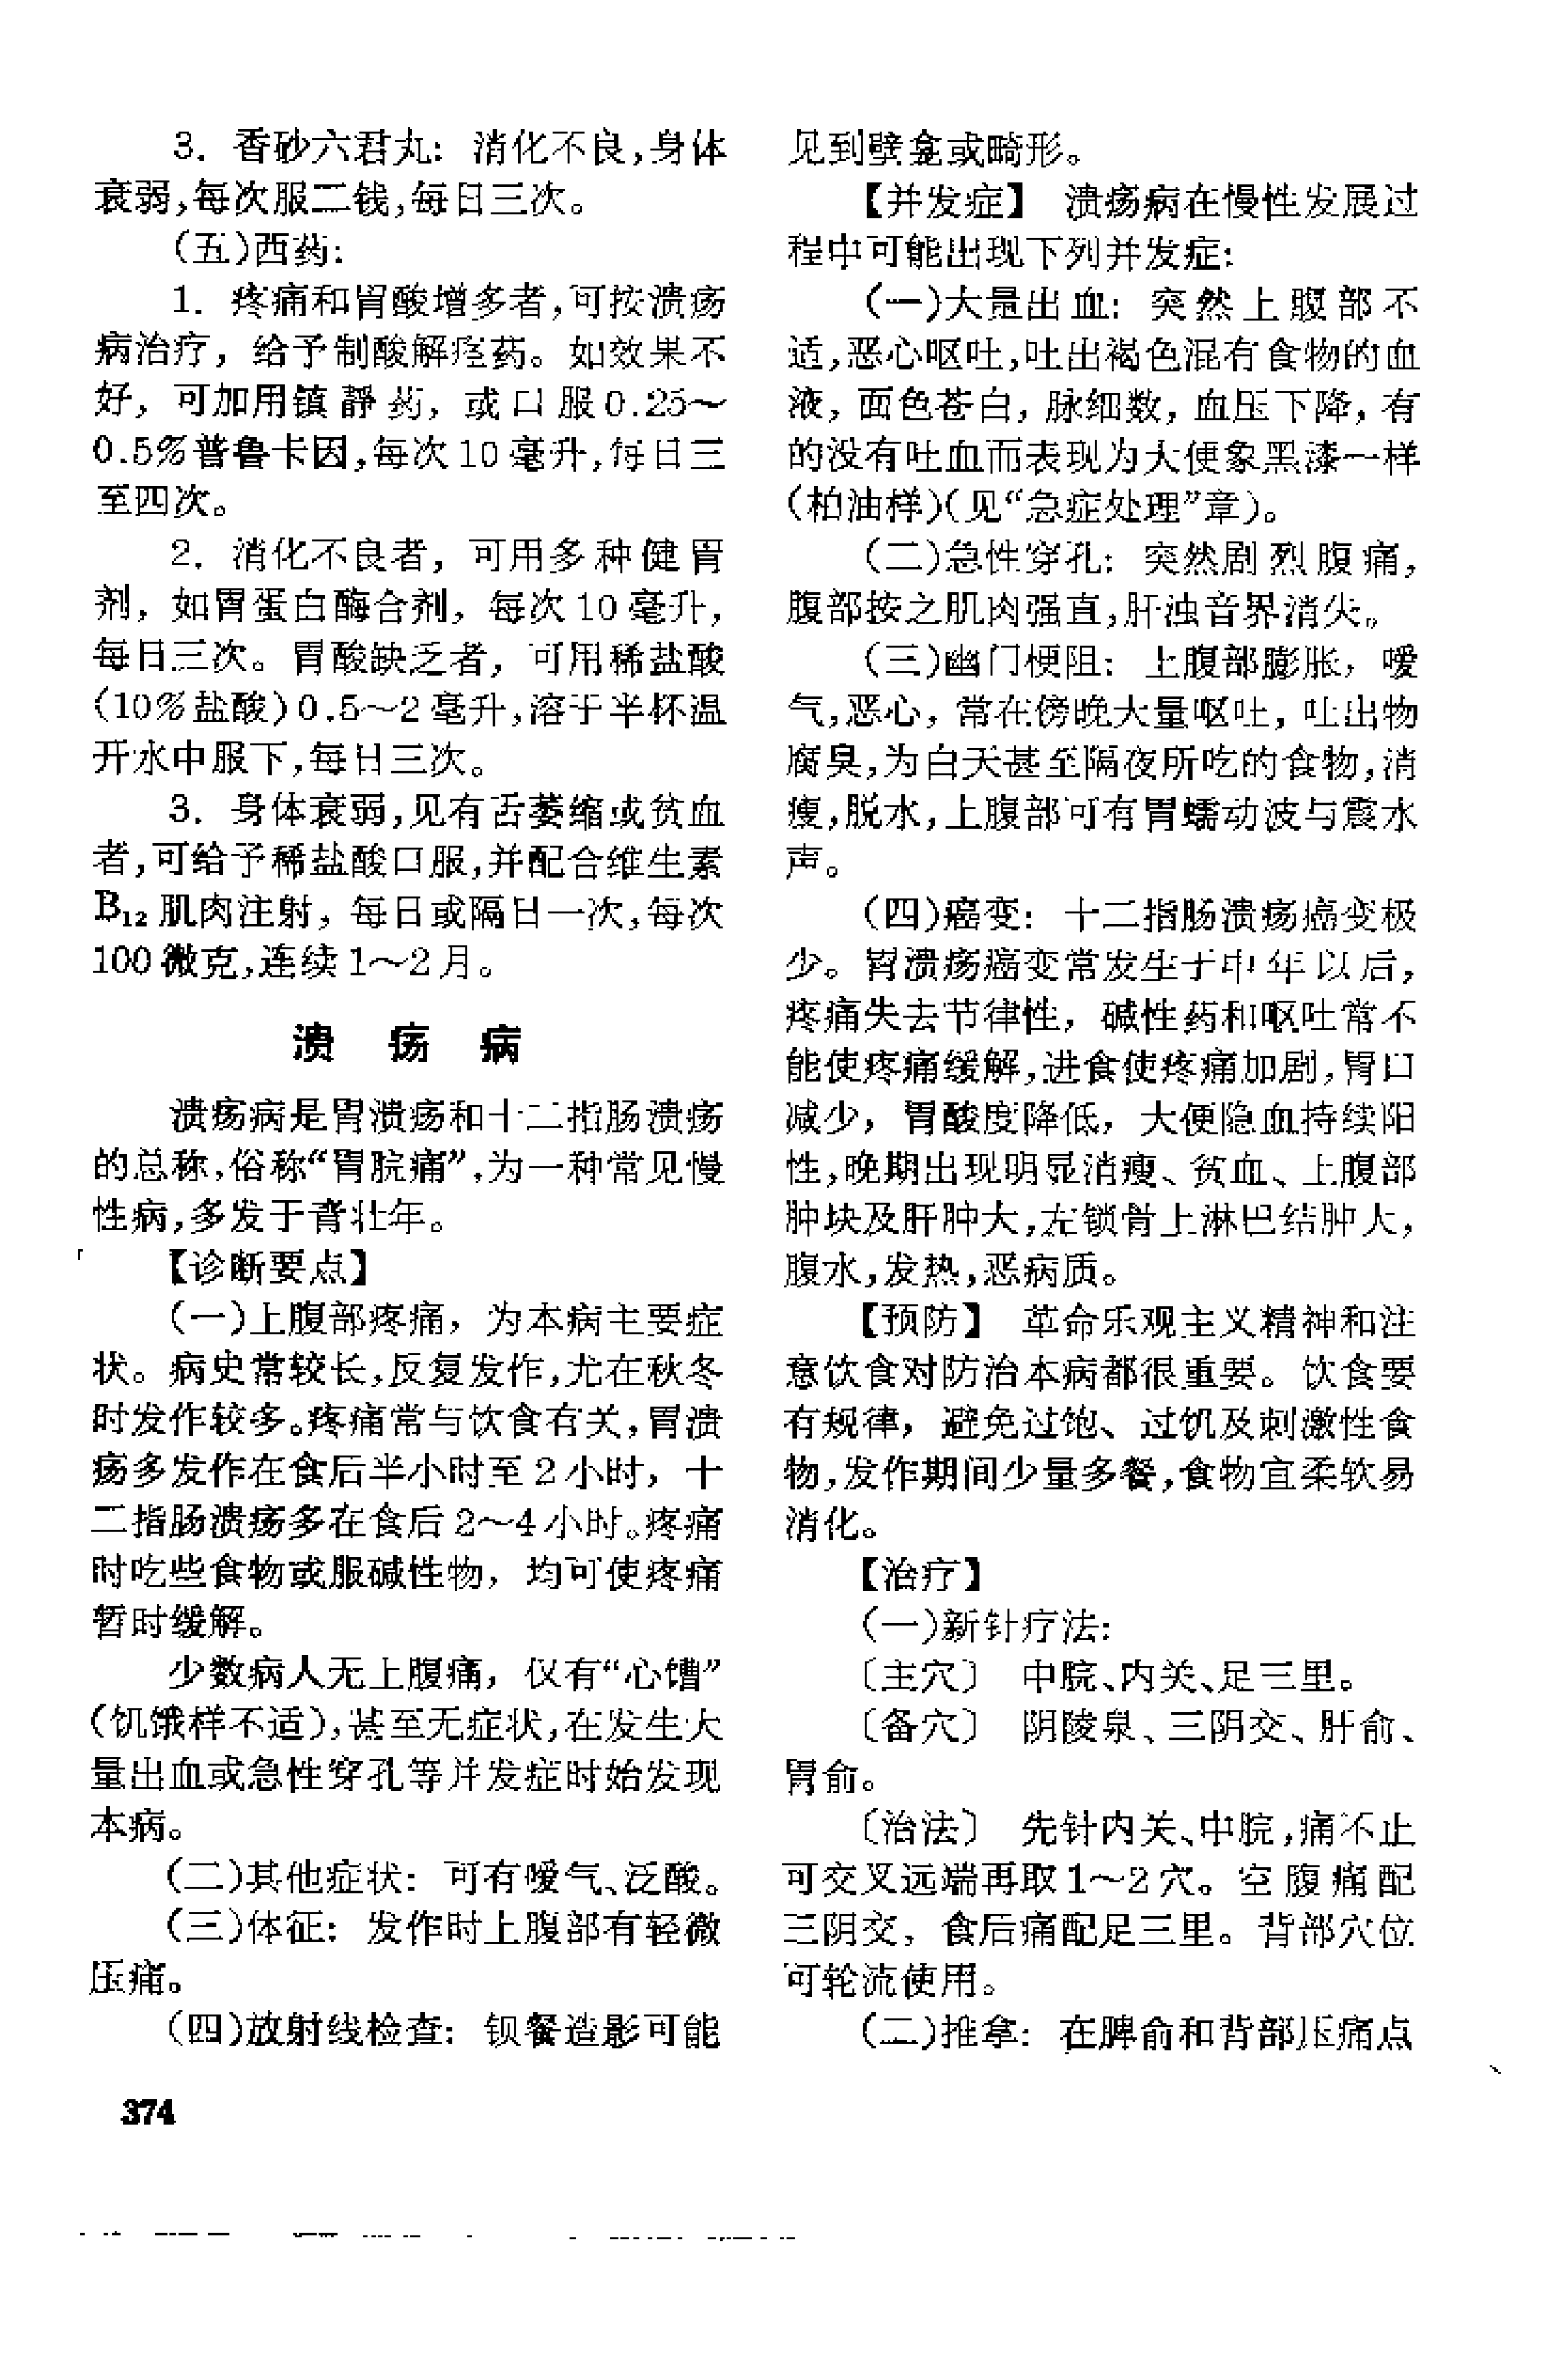 3. 香砂六君丸: 消化不良,身体
衰弱,每次服二钱,每日三次。
(五)西药:
1. 疼痛和胃酸增多者,可按溃疡
病治疗, 给予制酸解痉药。如效果不
好, 可加用镇静药, 或口服0.25～
0.5%普鲁卡因,每次10毫升,每日三
至四次。
2. 消化不良者, 可用多种健胃
剂, 如胃蛋白酶合剂, 每次10毫升,
每日三次。胃酸缺乏者, 可用稀盐酸
(10%盐酸)0.5～2毫升,溶于半杯温
开水中服下,每日三次。
3. 身体衰弱,见有舌萎缩或贫血
者,可给予稀盐酸口服,并配合维生素
B₁₂肌肉注射, 每日或隔日一次,每次
100微克,连续1～2月。
溃疡病
溃疡病是胃溃疡和十二指肠溃疡
的总称,俗称“胃脘痛”,为一种常见慢
性病,多发于青壮年。
【诊断要点】
(一)上腹部疼痛, 为本病主要症
状。病史常较长,反复发作,尤在秋冬
时发作较多。疼痛常与饮食有关,胃溃
疡多发作在食后半小时至2小时, 十
二指肠溃疡多在食后2～4小时。疼痛
时吃些食物或服碱性物, 均可使疼痛
暂时缓解。
少数病人无上腹痛, 仅有“心慒”
(饥饿样不适),甚至无症状,在发生大
量出血或急性穿孔等并发症时始发现
本病。
(二)其他症状: 可有嗳气、泛酸。
(三)体征: 发作时上腹部有轻微
压痛。
(四)放射线检查: 钡餐造影可能
374
见到壁龛或畸形。
【并发症】 溃疡病在慢性发展过
程中可能出现下列并发症:
(一)大量出血: 突然上腹部不
适,恶心呕吐,吐出褐色混有食物的血
液, 面色苍白, 脉细数, 血压下降, 有
的没有吐血而表现为大便象黑漆一样
(柏油样)(见“急症处理”章)。
(二)急性穿孔: 突然剧烈腹痛,
腹部按之肌肉强直,肝浊音界消失。
(三)幽门梗阻: 上腹部膨胀, 嗳
气,恶心, 常在傍晚大量呕吐, 吐出物
腐臭,为白天甚至隔夜所吃的食物,消
瘦,脱水,上腹部可有胃蠕动波与震水
声。
(四)癌变: 十二指肠溃疡癌变极
少。胃溃疡癌变常发生于中年以后,
疼痛失去节律性, 碱性药和呕吐常不
能使疼痛缓解,进食使疼痛加剧,胃口
减少, 胃酸度降低, 大便隐血持续阳
性,晚期出现明显消瘦、贫血、上腹部
肿块及肝肿大,左锁骨上淋巴结肿大,
腹水,发热,恶病质。
【预防】 革命乐观主义精神和注
意饮食对防治本病都很重要。饮食要
有规律, 避免过饱、过饥及刺激性食
物,发作期间少量多餐,食物宜柔软易
消化。
【治疗】
(一)新针疗法:
〔主穴〕 中脘、内关、足三里。
〔备穴〕 阴陵泉、三阴交、肝俞、
胃俞。
〔治法〕 先针内关、中脘,痛不止
可交叉远端再取1～2穴。空腹痛配
三阴交, 食后痛配足三里。背部穴位
可轮流使用。
(二)推拿: 在脾俞和背部压痛点